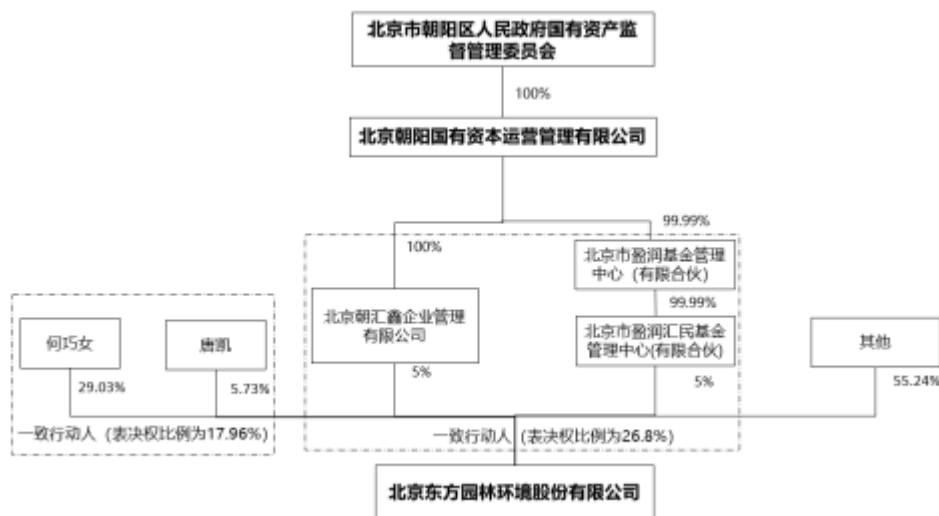 北京市朝阳区人民政府国有资产监
督管理委员会
100%
北京朝阳国有资本运营管理有限公司
99.99%
100%
北京市盈润基金管理
中心（有限合伙）
99.99%
北京朝汇鑫企业管理
有限公司
北京市盈润汇民基金
管理中心(有限合伙)
何巧女
唐凯
其他
29.03%
5.73%
5%
5%
55.24%
一致行动人（表决权比例为17.96%）
一致行动人（表决权比例为26.8%）
北京东方园林环境股份有限公司